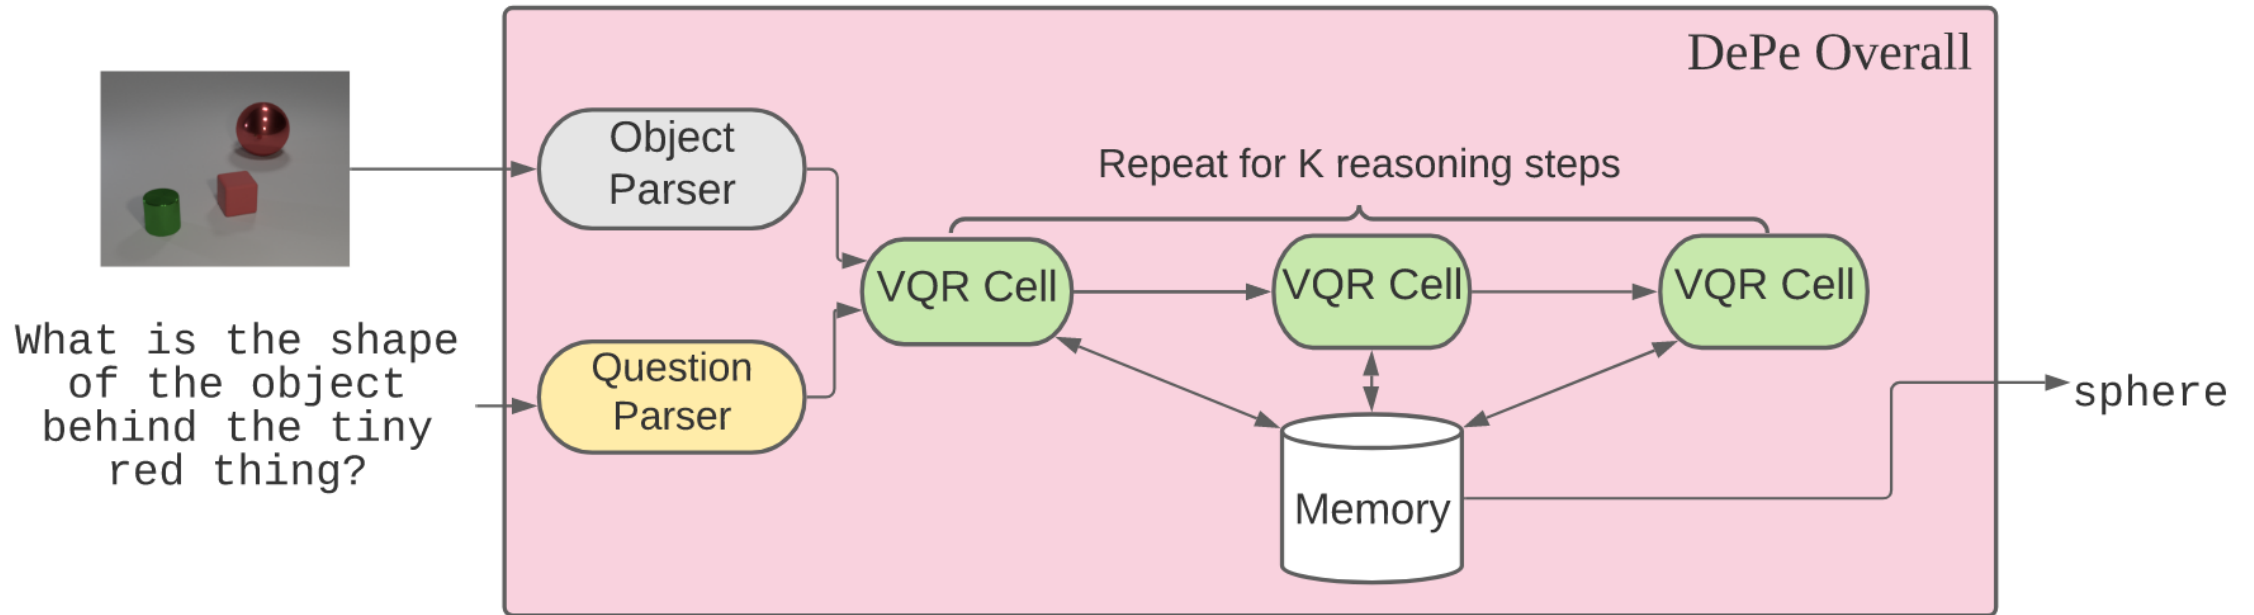 DePe Overall
Object
Parser
Repeat for K reasoning steps
VQR Cell
VQR Cell
VQR Cell
What is the shape
of the object
behind the tiny
red thing?
Question
Parser
sphere
Memory